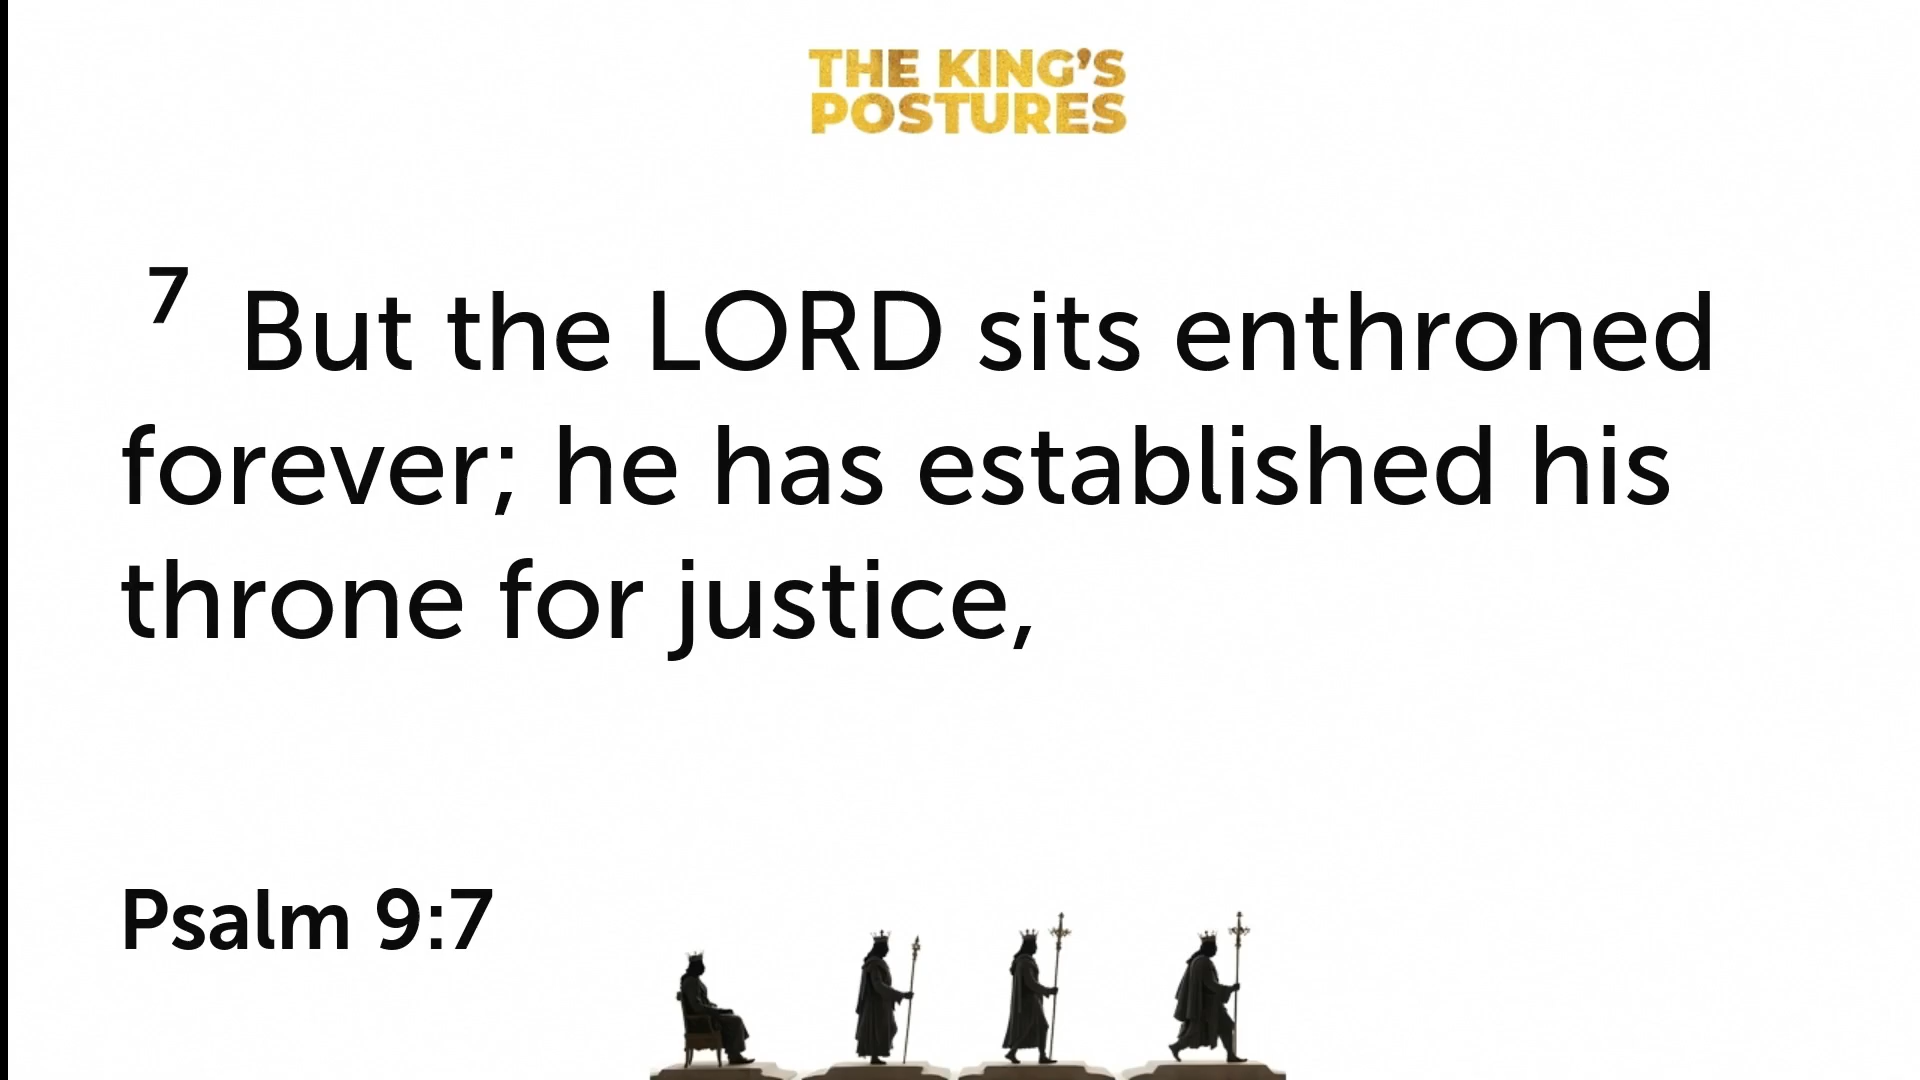 THE KING’S
POSTURES
7 But the LORD sits enthroned
forever; he has established his
throne for justice,
Psalm 9:7